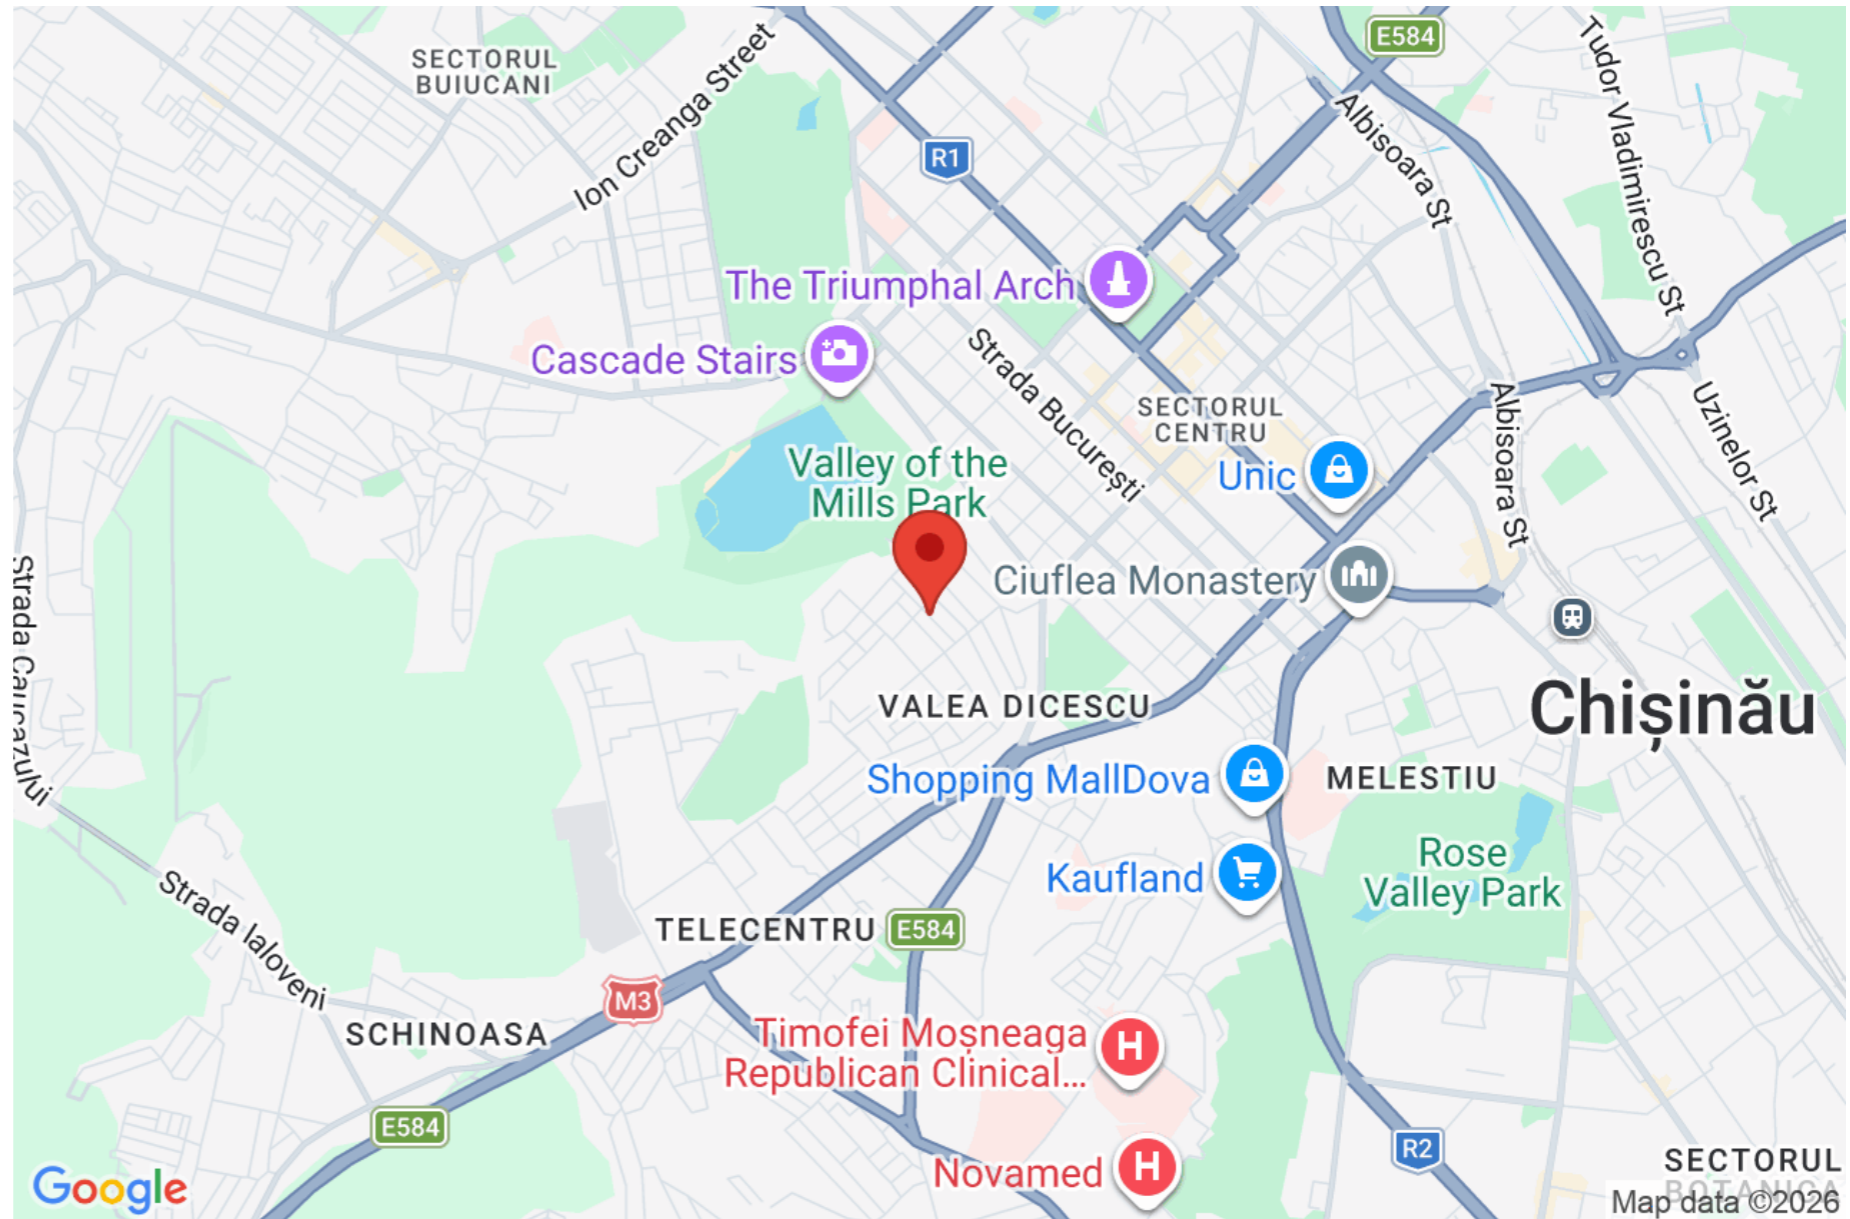 SECTORUL
BUIUCANI
Ion Creanga Street
E584
Tudor Vladimirescu St
Albisoara St
R1
The Triumphal Arch
Cascade Stairs
Strada București
SECTORUL
CENTRU
Albisoara St
Uzinelor St
Valley of the
Mills Park
Unic
Ciuflea Monastery
Strada Caucazului
VALEA DICESCU
Chișinău
Shopping MallDova
MELESTIU
Kaufland
Rose
Valley Park
Strada Ialoveni
TELECENTRU
E584
M3
SCHINOASA
Timofei Moșneaga
Republican Clinical...
H
E584
Novamed
H
R2
SECTORUL
BOTANICA
Google
Map data ©2026